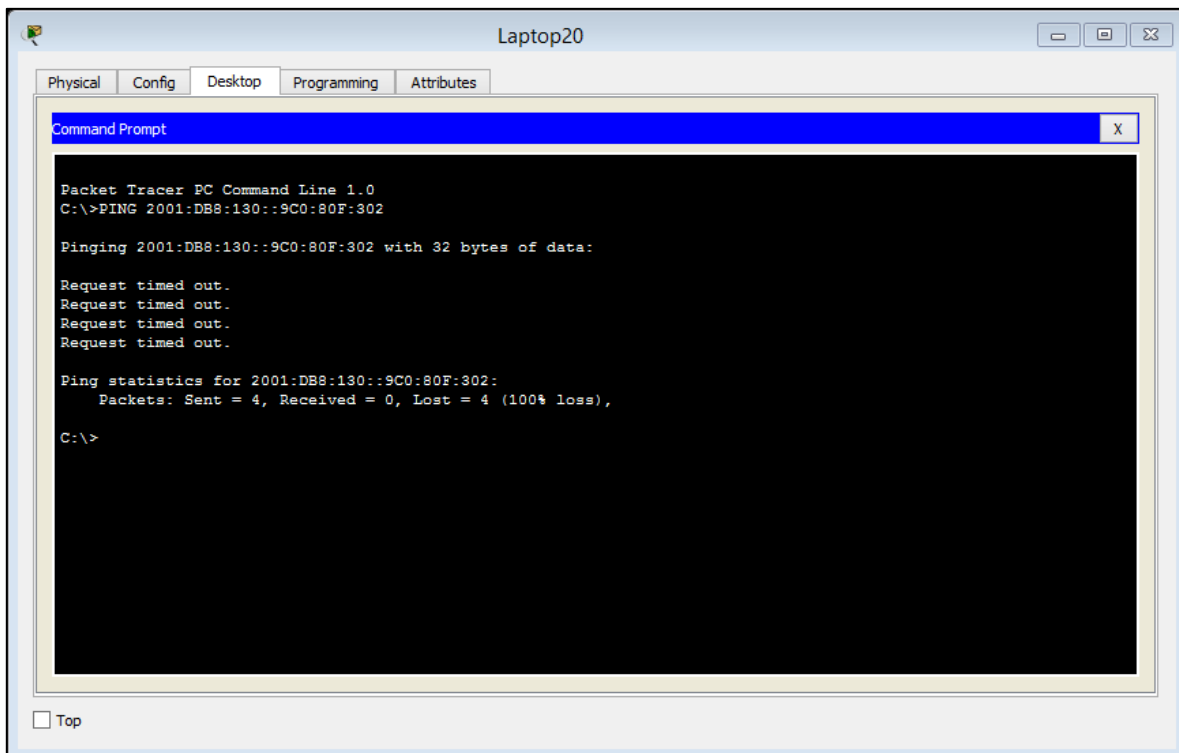 Laptop20
Physical Config Desktop Programming Attributes
Command Prompt X
Packet Tracer PC Command Line 1.0
C:\>PING 2001:DB8:130::9C0:80F:302
Pinging 2001:DB8:130::9C0:80F:302 with 32 bytes of data:
Request timed out.
Request timed out.
Request timed out.
Request timed out.
Ping statistics for 2001:DB8:130::9C0:80F:302:
Packets: Sent = 4, Received = 0, Lost = 4 (100% loss),
C:\>
Top